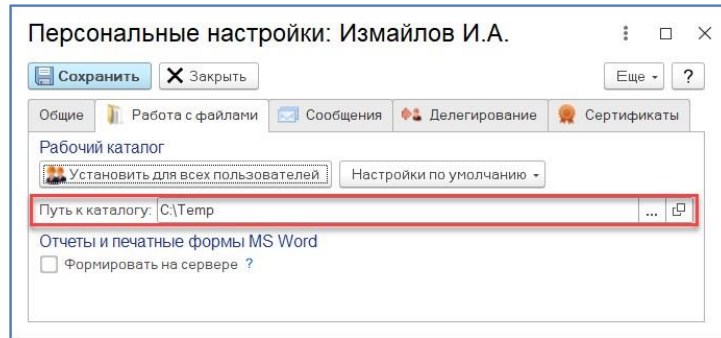 Персональные настройки: Измайлов И.А.
Сохранить Закрыть Еще ?
Общие Работа с файлами Сообщения Делегирование Сертификаты
Рабочий каталог
Установить для всех пользователей Настройки по умолчанию
Путь к каталогу: C:\Temp ...
Отчеты и печатные формы MS Word
Формировать на сервере ?